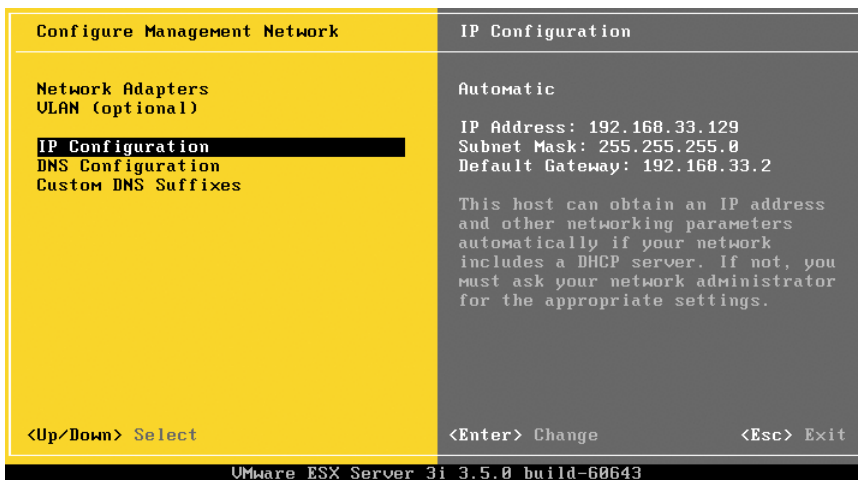 Configure Management Network
Network Adapters
VLAN (optional)
IP Configuration
DNS Configuration
Custom DNS Suffixes
<Up/Down> Select
IP Configuration
Automatic
IP Address: 192.168.33.129
Subnet Mask: 255.255.255.0
Default Gateway: 192.168.33.2
This host can obtain an IP address
and other networking parameters
automatically if your network
includes a DHCP server. If not, you
must ask your network administrator
for the appropriate settings.
<Enter> Change
<Esc> Exit
VMware ESX Server 3i 3.5.0 build-60643